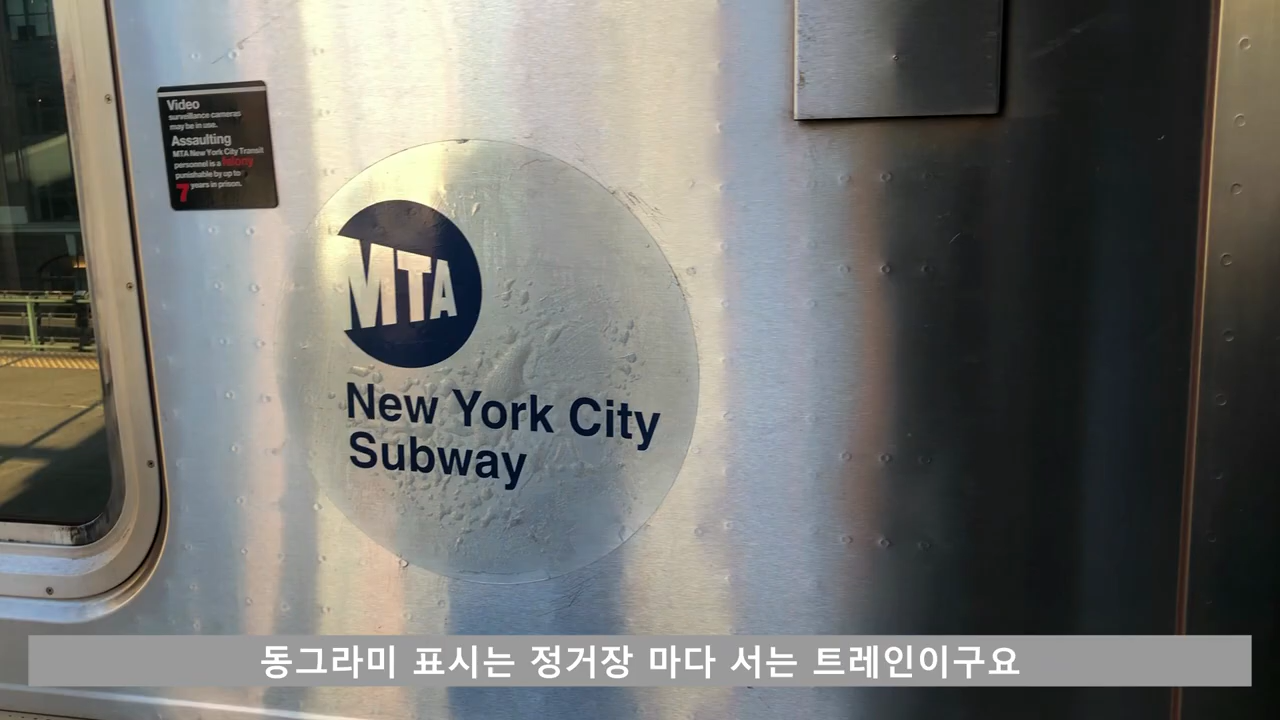 Video
surveillance cameras
may be in use.
Assaulting
MTA New York City Transit
personnel is a felony
punishable by up to
7 years in prison.
MTA
New York City
Subway
동그라미 표시는 정거장 마다 서는 트레인이구요